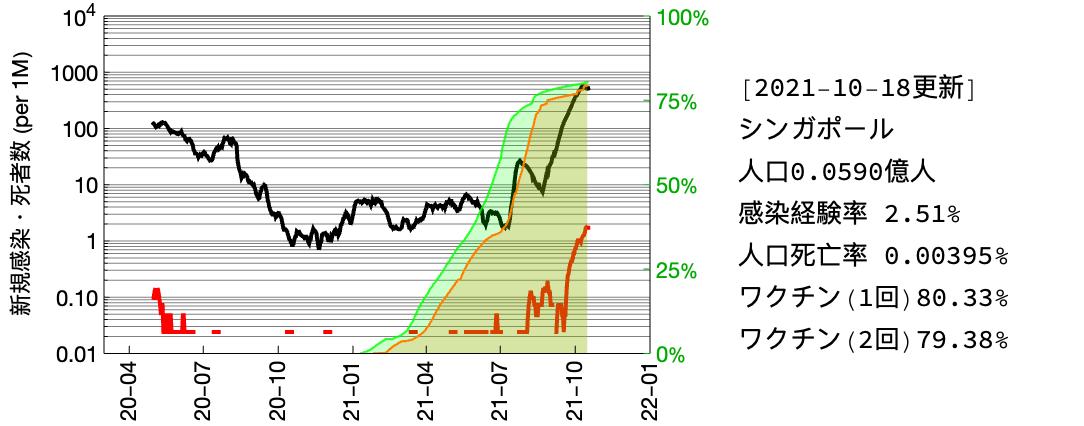 新規感染・死者数 (per 1M)
10^4
1000
100
10
1
0.10
0.01
100%
75%
50%
25%
0%
20-04
20-07
20-10
21-01
21-04
21-07
21-10
22-01
[2021-10-18更新]
シンガポール
人口0.0590億人
感染経験率 2.51%
人口死亡率 0.00395%
ワクチン(1回)80.33%
ワクチン(2回)79.38%